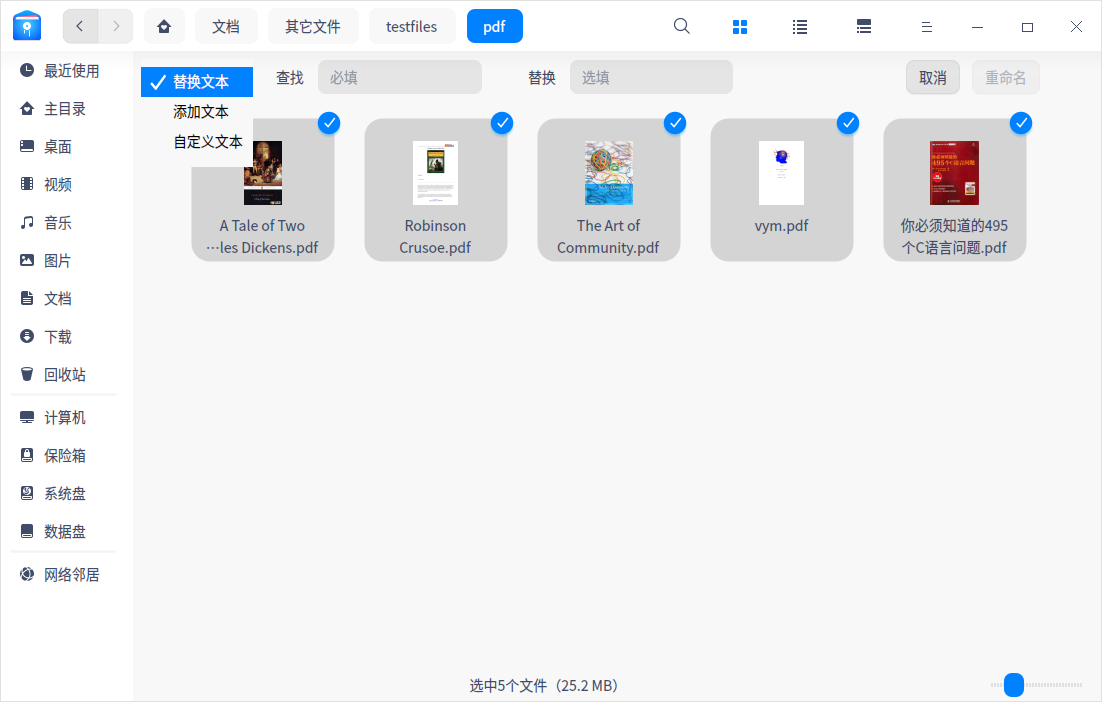 文档
其它文件
testfiles
pdf
最近使用
主目录
桌面
视频
音乐
图片
文档
下载
回收站
计算机
保险箱
系统盘
数据盘
网络邻居
替换文本
添加文本
自定义文本
查找
必填
替换
选填
取消
重命名
A Tale of Two
…les Dickens.pdf
Robinson
Crusoe.pdf
The Art of
Community.pdf
vym.pdf
你必须知道的495
个C语言问题.pdf
选中5个文件（25.2 MB）